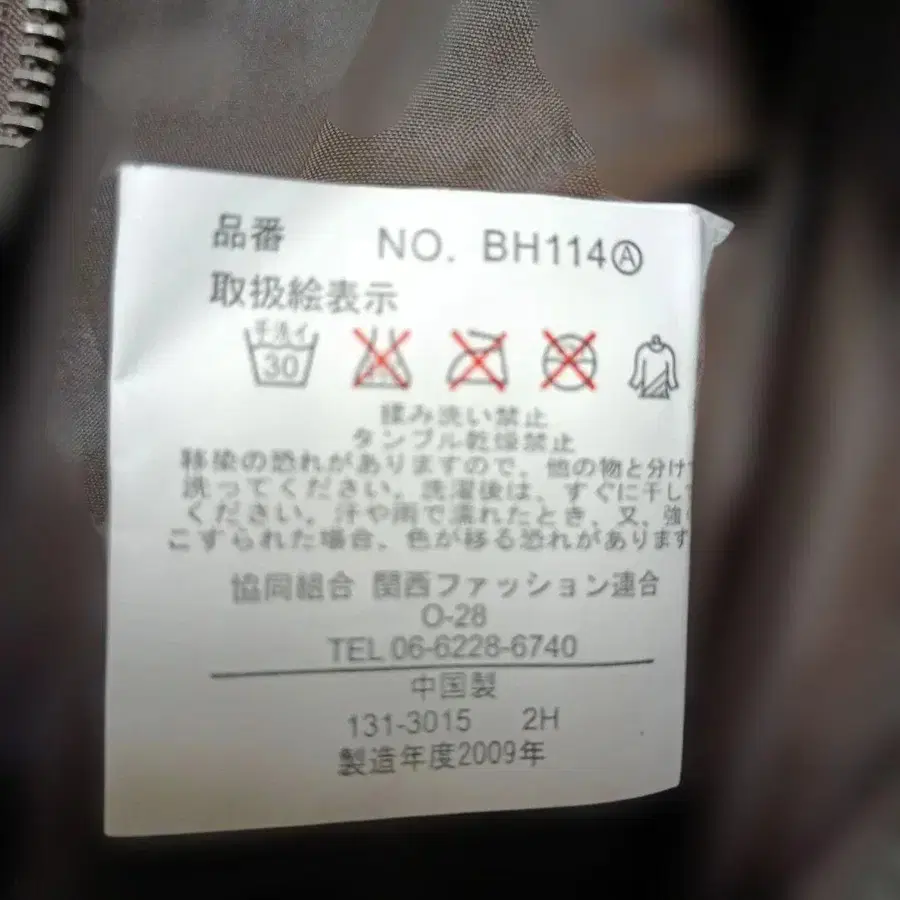 品番 NO. BH114Ⓐ
取扱絵表示
手洗イ
30
揉み洗い禁止
タンブル乾燥禁止
移染の恐れがありますので、他の物と分け
洗ってください。洗濯後は、すぐに干し
ください。汗や雨で濡れたとき、又、強
こすられた場合、色が移る恐れがあります
協同組合 関西ファッション連合
O-28
TEL 06-6228-6740
中国製
131-3015 2H
製造年度2009年